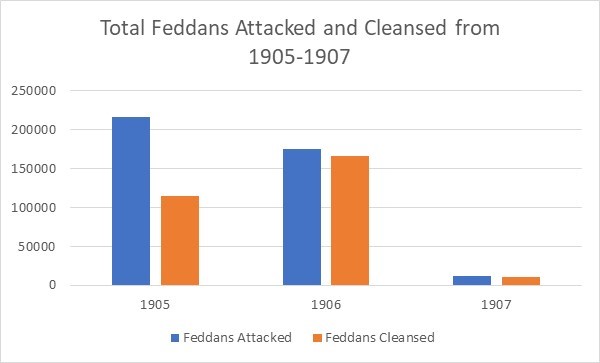 Total Feddans Attacked and Cleansed from
1905-1907
250000
200000
150000
100000
50000
0
1905 1906 1907
Feddans Attacked Feddans Cleansed